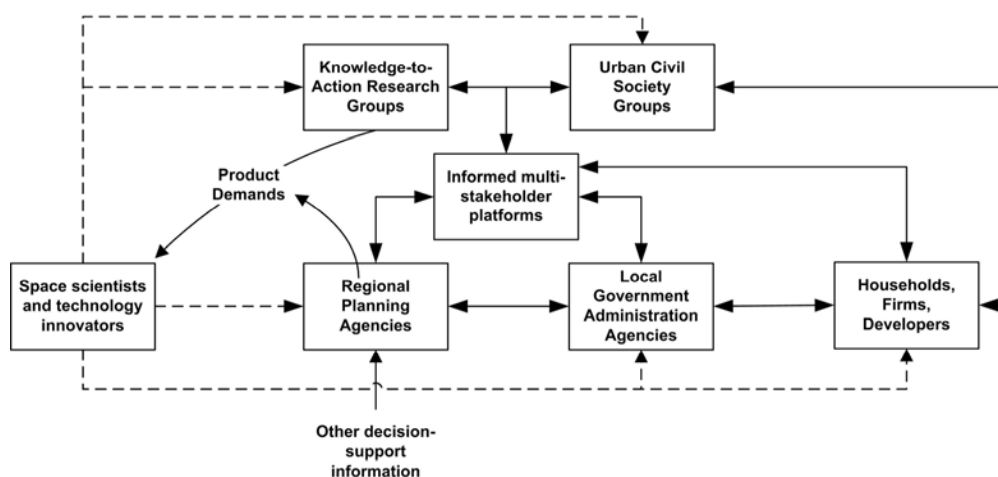 Knowledge-to-
Action Research
Groups
Urban Civil
Society
Groups
Product
Demands
Informed multi-
stakeholder
platforms
Space scientists
and technology
innovators
Regional
Planning
Agencies
Local
Government
Administration
Agencies
Households,
Firms,
Developers
Other decision-
support
information